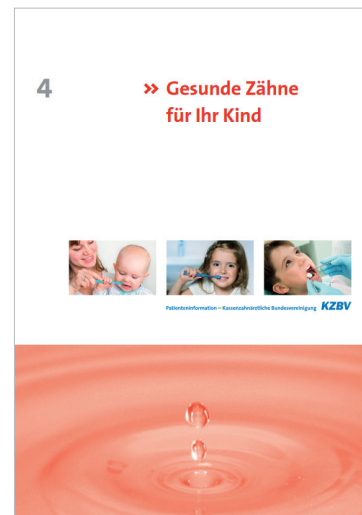 4
» Gesunde Zähne
für Ihr Kind
Patienteninformation – Kassenzahnärztliche Bundesvereinigung KZBV